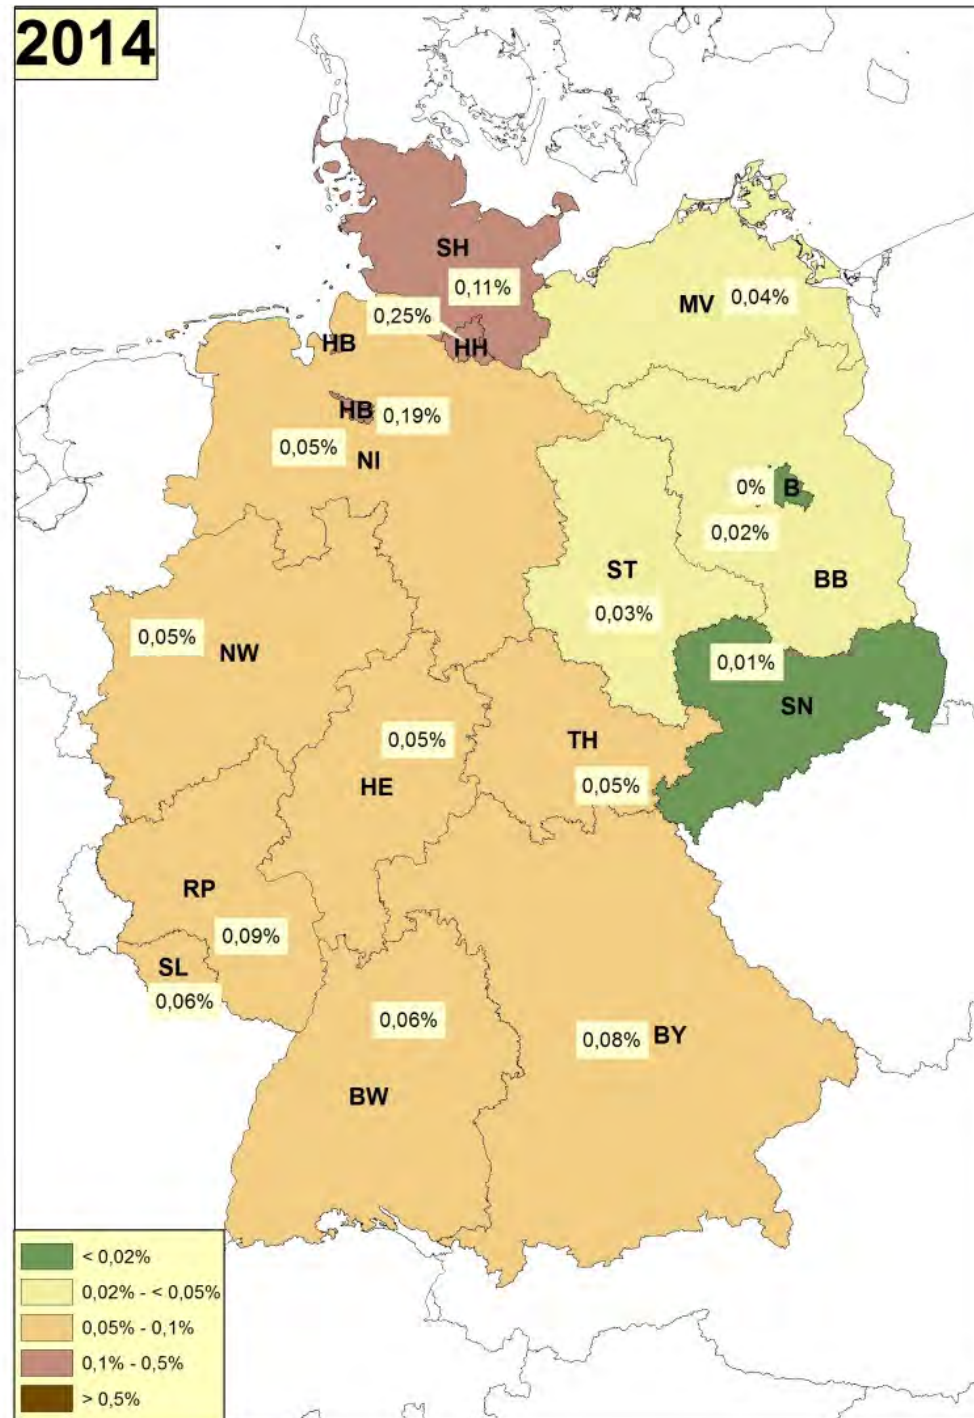 2014
SH
0,11%
0,25%
HH
MV
0,04%
HB
HB
0,19%
0,05%
NI
0%
B
0,02%
BB
ST
0,03%
0,05%
NW
0,01%
SN
0,05%
HE
TH
0,05%
RP
0,09%
SL
0,06%
0,06%
BW
0,08%
BY
< 0,02%
0,02% - < 0,05%
0,05% - 0,1%
0,1% - 0,5%
> 0,5%